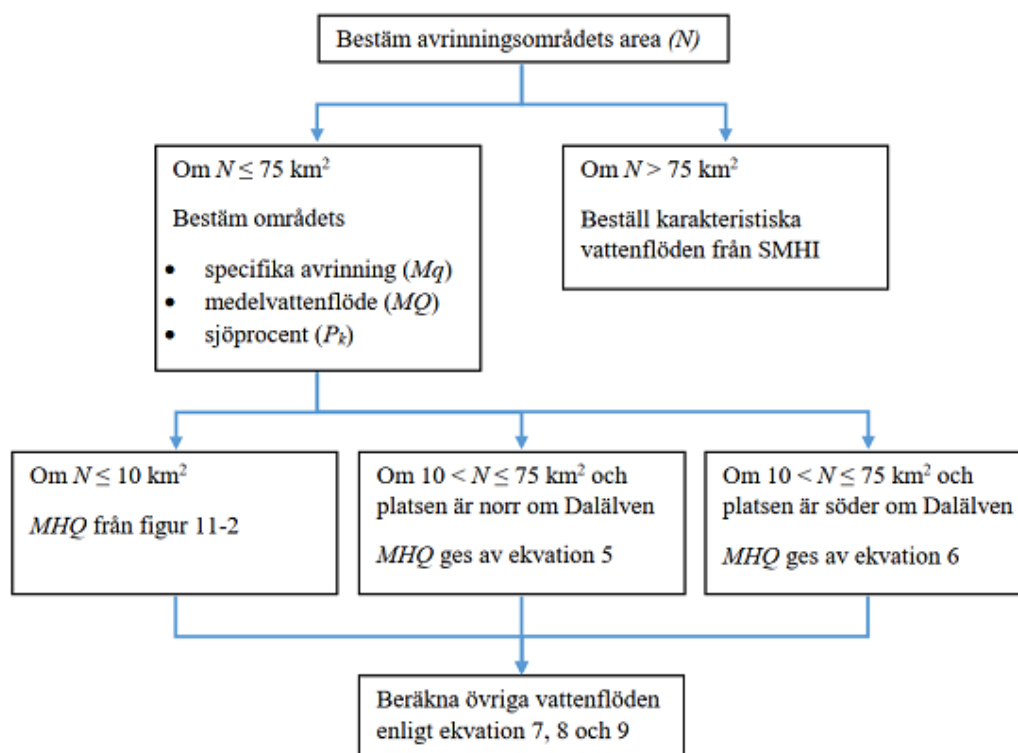 Bestäm avrinningsområdets area (N)
Om N ≤ 75 km²
Bestäm områdets
• specifika avrinning (Mq)
• medelvattenflöde (MQ)
• sjöprocent (Pₖ)
Om N > 75 km²
Beställ karakteristiska
vattenflöden från SMHI
Om N ≤ 10 km²
MHQ från figur 11-2
Om 10 < N ≤ 75 km² och
platsen är norr om Dalälven
MHQ ges av ekvation 5
Om 10 < N ≤ 75 km² och
platsen är söder om Dalälven
MHQ ges av ekvation 6
Beräkna övriga vattenflöden
enligt ekvation 7, 8 och 9